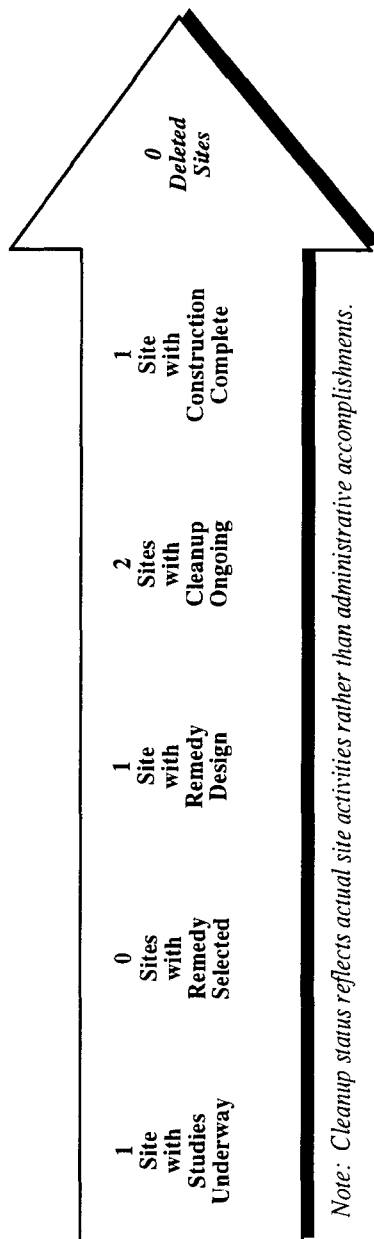 1
Site
with
Studies
Underway
0
Sites
with
Remedy
Selected
1
Site
with
Remedy
Design
2
Sites
with
Cleanup
Ongoing
1
Site
with
Construction
Complete
0
Deleted
Sites
Note: Cleanup status reflects actual site activities rather than administrative accomplishments.